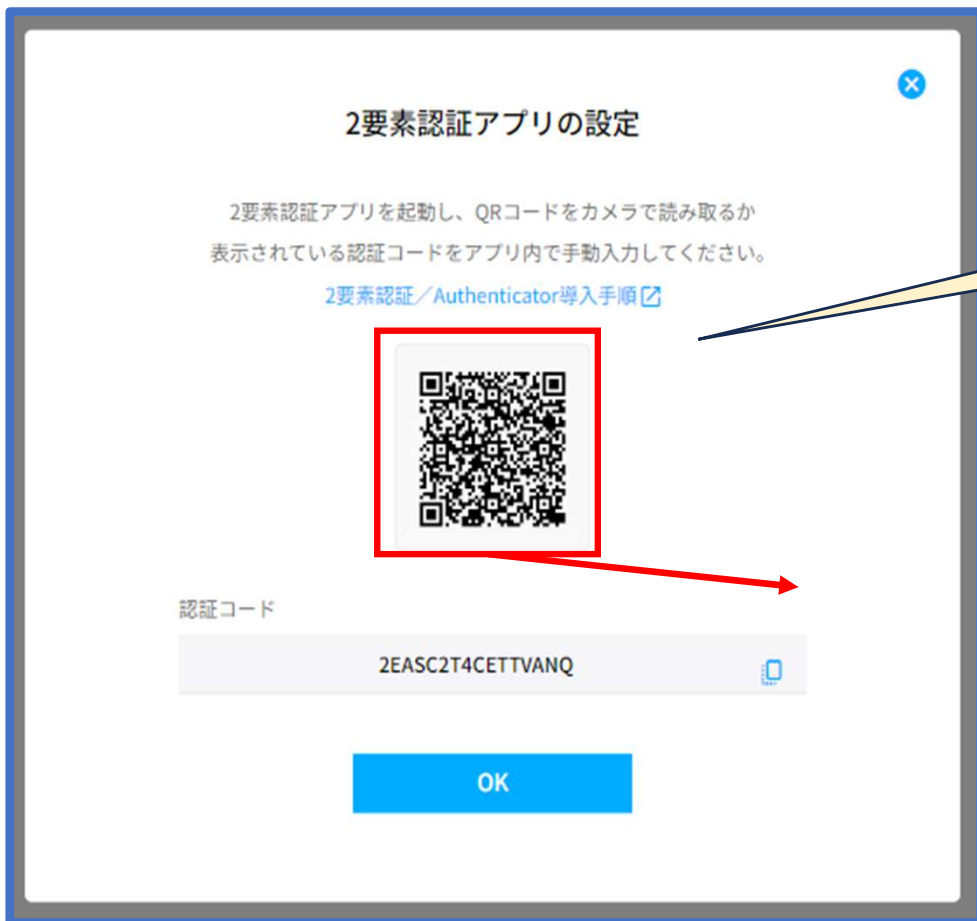 2要素認証アプリの設定
2要素認証アプリを起動し、QRコードをカメラで読み取るか
表示されている認証コードをアプリ内で手動入力してください。
2要素認証／Authenticator導入手順
認証コード
2EASC2T4CETTVANQ
OK